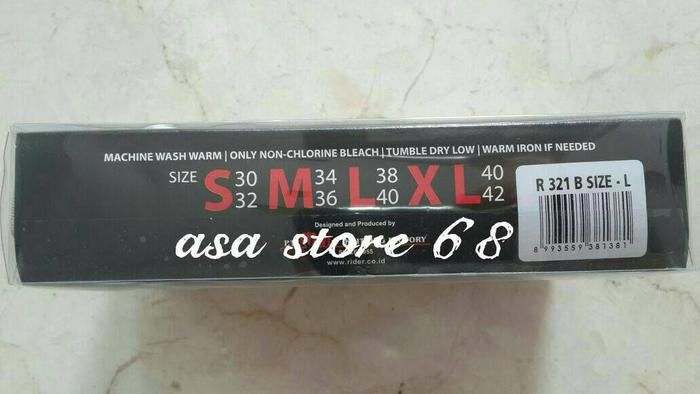 MACHINE WASH WARM | ONLY NON-CHLORINE BLEACH | TUMBLE DRY LOW | WARM IRON IF NEEDED
SIZE S 30 32 M 34 36 L 38 40 XL 40 42
R 321 B SIZE - L
8 993559 381381
Designed and Produced by
asa store 68
www.rider.co.id